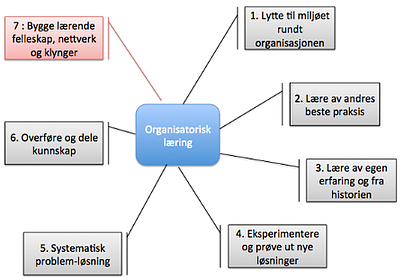 7 : Bygge lærende
felleskap, nettverk
og klynger
1. Lytte til miljøet
rundt
organisasjonen
2. Lære av andres
beste praksis
Organisatorisk
læring
6. Overføre og dele
kunnskap
3. Lære av egen
erfaring og fra
historien
5. Systematisk
problem-løsning
4. Eksperimentere
og prøve ut nye
løsninger